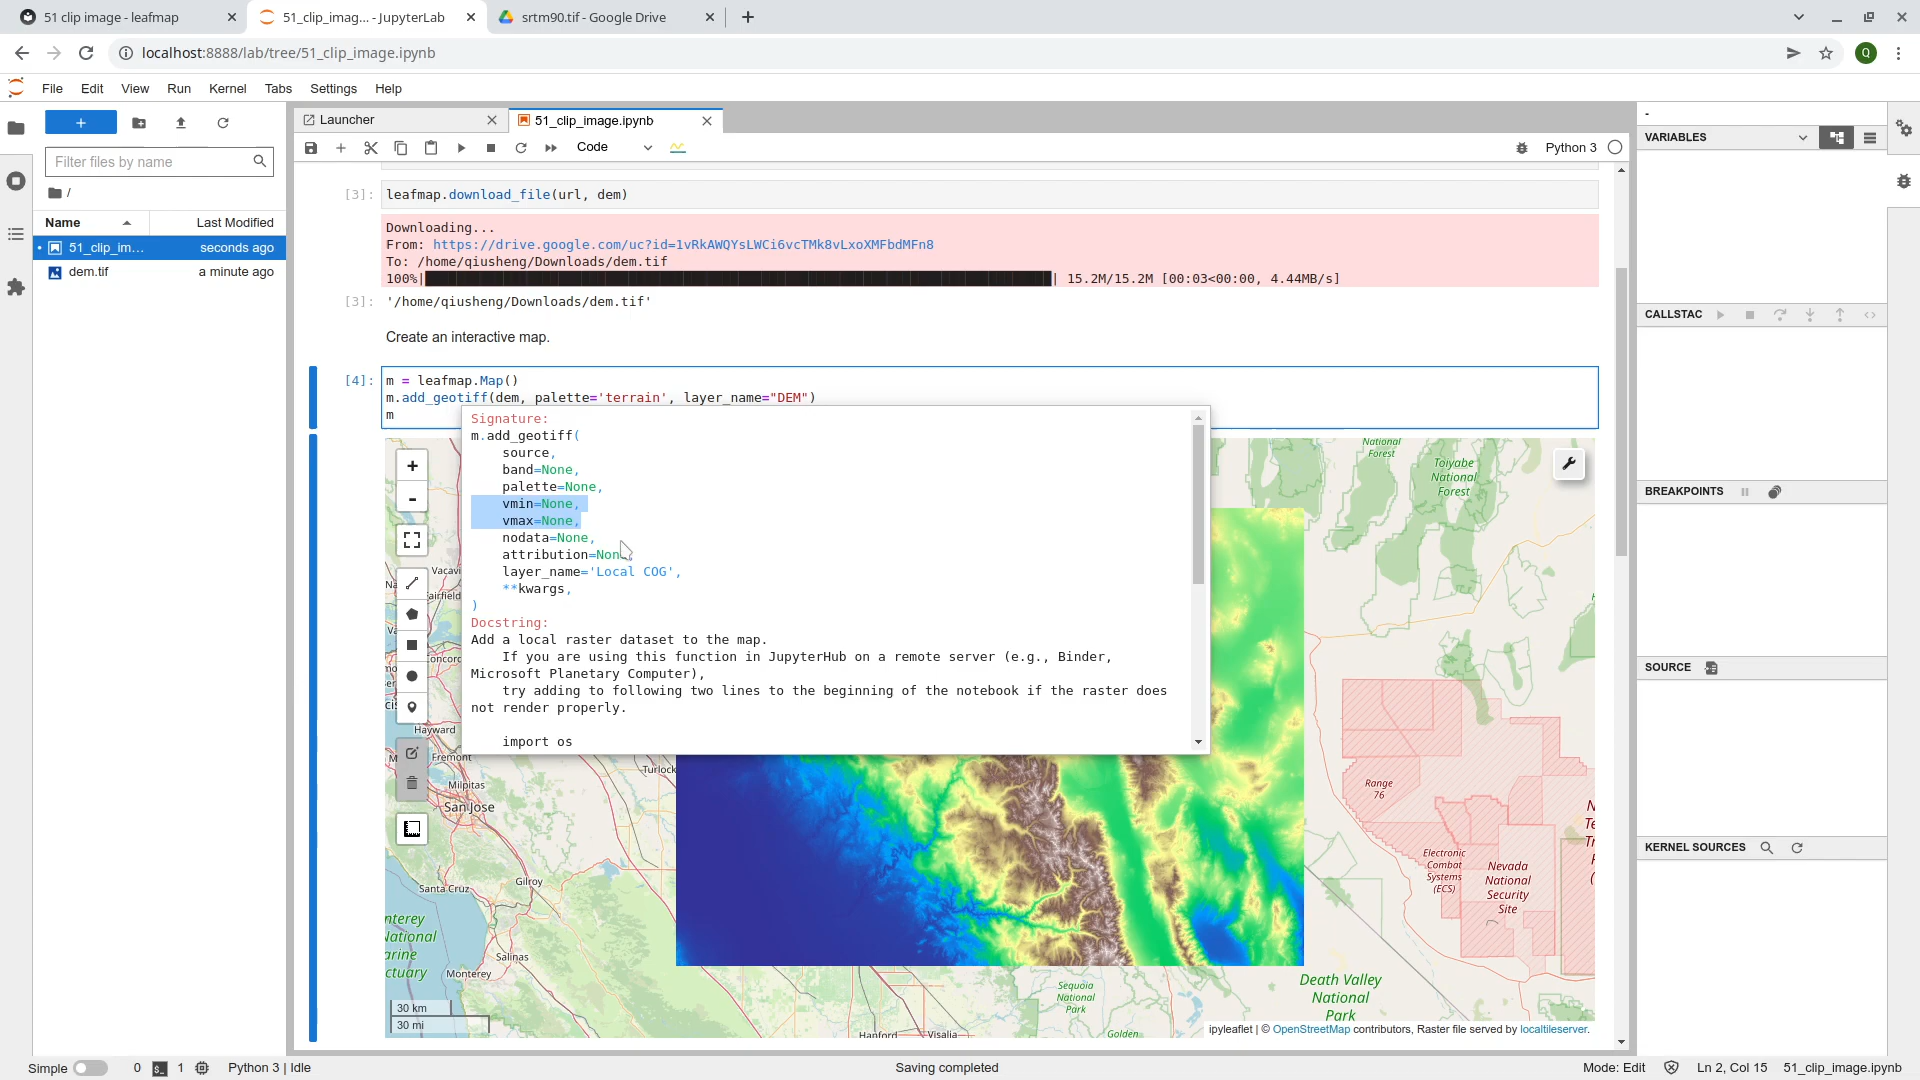 51 clip image - leafmap
51_clip_imag... - JupyterLab
srtm90.tif - Google Drive
localhost:8888/lab/tree/51_clip_image.ipynb
Q
File Edit View Run Kernel Tabs Settings Help
Filter files by name
/
Name Last Modified
51_clip_im... seconds ago
dem.tif a minute ago
Launcher
51_clip_image.ipynb
Code
Python 3
[3]: leafmap.download_file(url, dem)
Downloading...
From: https://drive.google.com/uc?id=1vRkAWQYsLWCi6vcTMk8vLxoXMFbdMFn8
To: /home/qiusheng/Downloads/dem.tif
100%| | 15.2M/15.2M [00:03<00:00, 4.44MB/s]
[3]: '/home/qiusheng/Downloads/dem.tif'
Create an interactive map.
[4]: m = leafmap.Map()
m.add_geotiff(dem, palette='terrain', layer_name="DEM")
m
Signature:
m.add_geotiff(
source,
band=None,
palette=None,
vmin=None,
vmax=None,
nodata=None,
attribution=None,
layer_name='Local COG',
**kwargs,
)
Docstring:
Add a local raster dataset to the map.
If you are using this function in JupyterHub on a remote server (e.g., Binder,
Microsoft Planetary Computer),
try adding to following two lines to the beginning of the notebook if the raster does
not render properly.
import os
+
-
National
Forest
Toiyabe
National
Forest
Vacavi
Fairfield
Concord
Hayward
Fremont
Milpitas
San Jose
Turlock
Santa Cruz
Gilroy
Salinas
Monterey
nterey
National
arine
ctuary
Range
76
Electronic
Combat
Systems
(ECS)
Nevada
National
Security
Site
Death Valley
National
Park
Sequoia
National
Park
Golden
Hanford
Visalia
30 km
30 mi
ipyleaflet | © OpenStreetMap contributors, Raster file served by localtileserver.
-
VARIABLES
CALLSTAC
BREAKPOINTS
SOURCE
KERNEL SOURCES
Simple 0 1 Python 3 | Idle Saving completed Mode: Edit Ln 2, Col 15 51_clip_image.ipynb